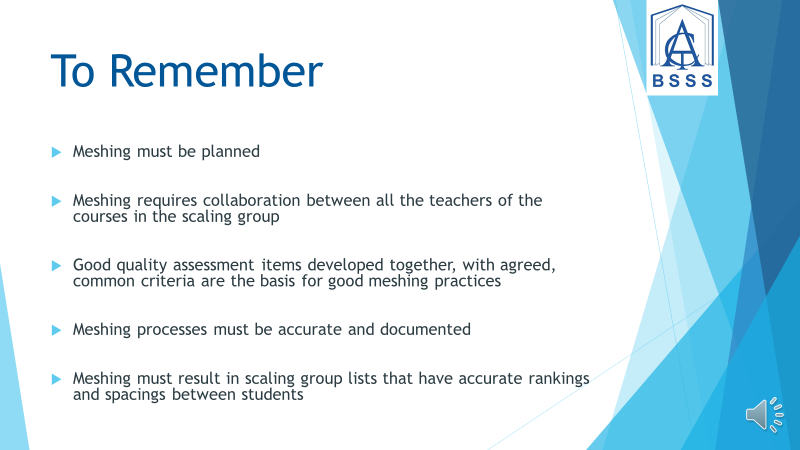 To Remember
BSSS
Meshing must be planned
Meshing requires collaboration between all the teachers of the
courses in the scaling group
Good quality assessment items developed together, with agreed,
common criteria are the basis for good meshing practices
Meshing processes must be accurate and documented
Meshing must result in scaling group lists that have accurate rankings
and spacings between students